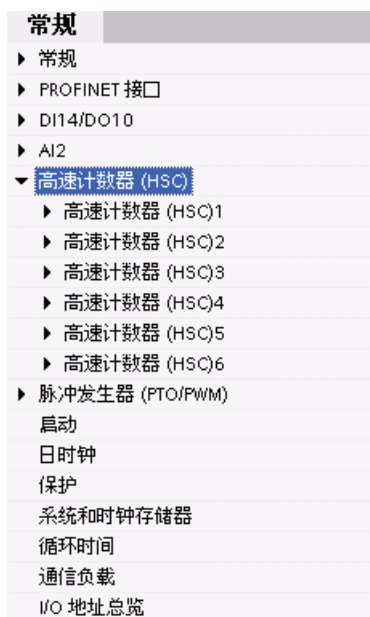 常规
常规
PROFINET 接口
DI14/DO10
AI2
高速计数器 (HSC)
高速计数器 (HSC)1
高速计数器 (HSC)2
高速计数器 (HSC)3
高速计数器 (HSC)4
高速计数器 (HSC)5
高速计数器 (HSC)6
脉冲发生器 (PTO/PWM)
启动
日时钟
保护
系统和时钟存储器
循环时间
通信负载
I/O 地址总览